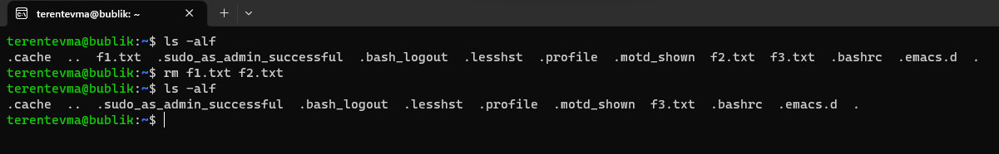 terentevma@bublik: ~
terentevma@bublik:~$ ls -alf
.cache  ..  f1.txt  .sudo_as_admin_successful  .bash_logout  .lesshst  .profile  .motd_shown  f2.txt  f3.txt  .bashrc  .emacs.d  .
terentevma@bublik:~$ rm f1.txt f2.txt
terentevma@bublik:~$ ls -alf
.cache  ..  .sudo_as_admin_successful  .bash_logout  .lesshst  .profile  .motd_shown  f3.txt  .bashrc  .emacs.d  .
terentevma@bublik:~$